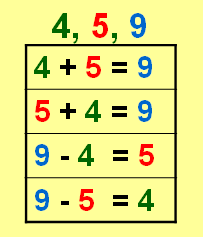 4, 5, 9
4 + 5 = 9
5 + 4 = 9
9 - 4 = 5
9 - 5 = 4